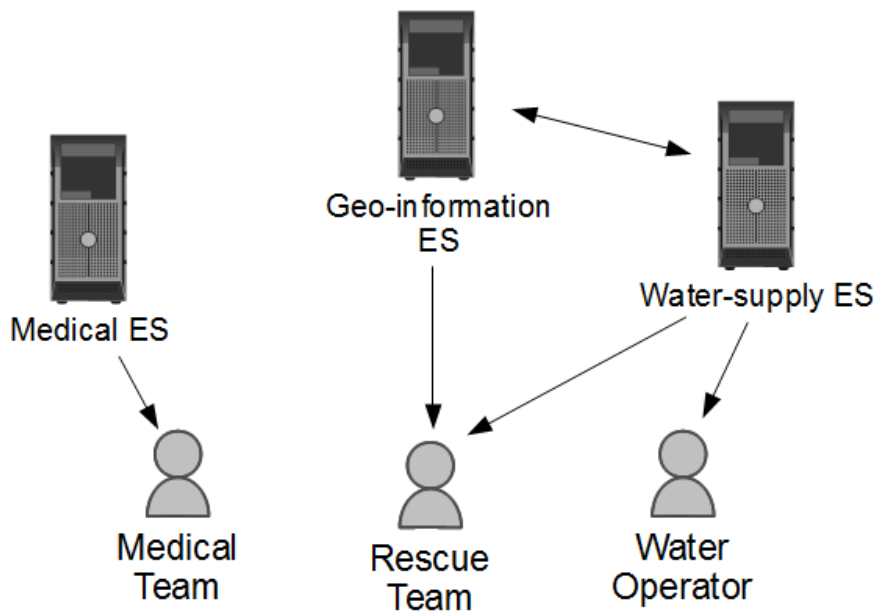 Geo-information
ES
Medical ES
Water-supply ES
Medical
Team
Rescue
Team
Water
Operator